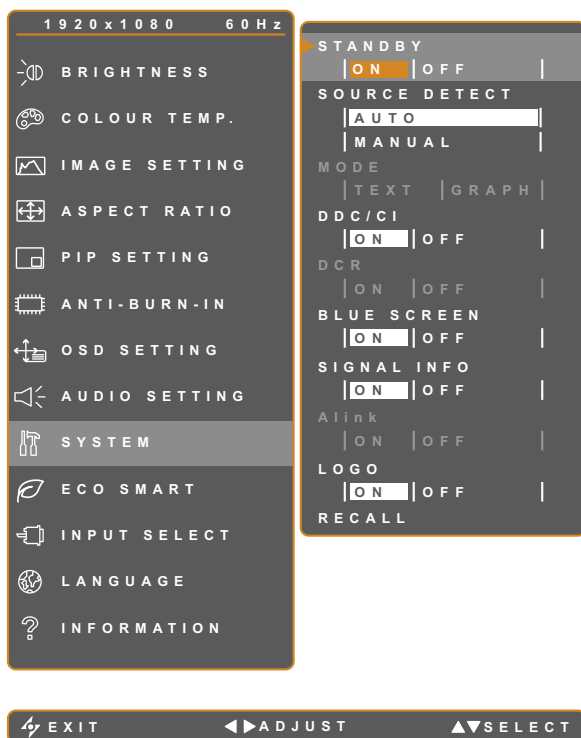 1920x1080 60Hz
BRIGHTNESS
COLOUR TEMP.
IMAGE SETTING
ASPECT RATIO
PIP SETTING
ANTI-BURN-IN
OSD SETTING
AUDIO SETTING
SYSTEM
ECO SMART
INPUT SELECT
LANGUAGE
INFORMATION
STANDBY
ON OFF
SOURCE DETECT
AUTO
MANUAL
MODE
TEXT GRAPH
DDC/CI
ON OFF
DCR
ON OFF
BLUE SCREEN
ON OFF
SIGNAL INFO
ON OFF
Alink
ON OFF
LOGO
ON OFF
RECALL
EXIT ADJUST SELECT